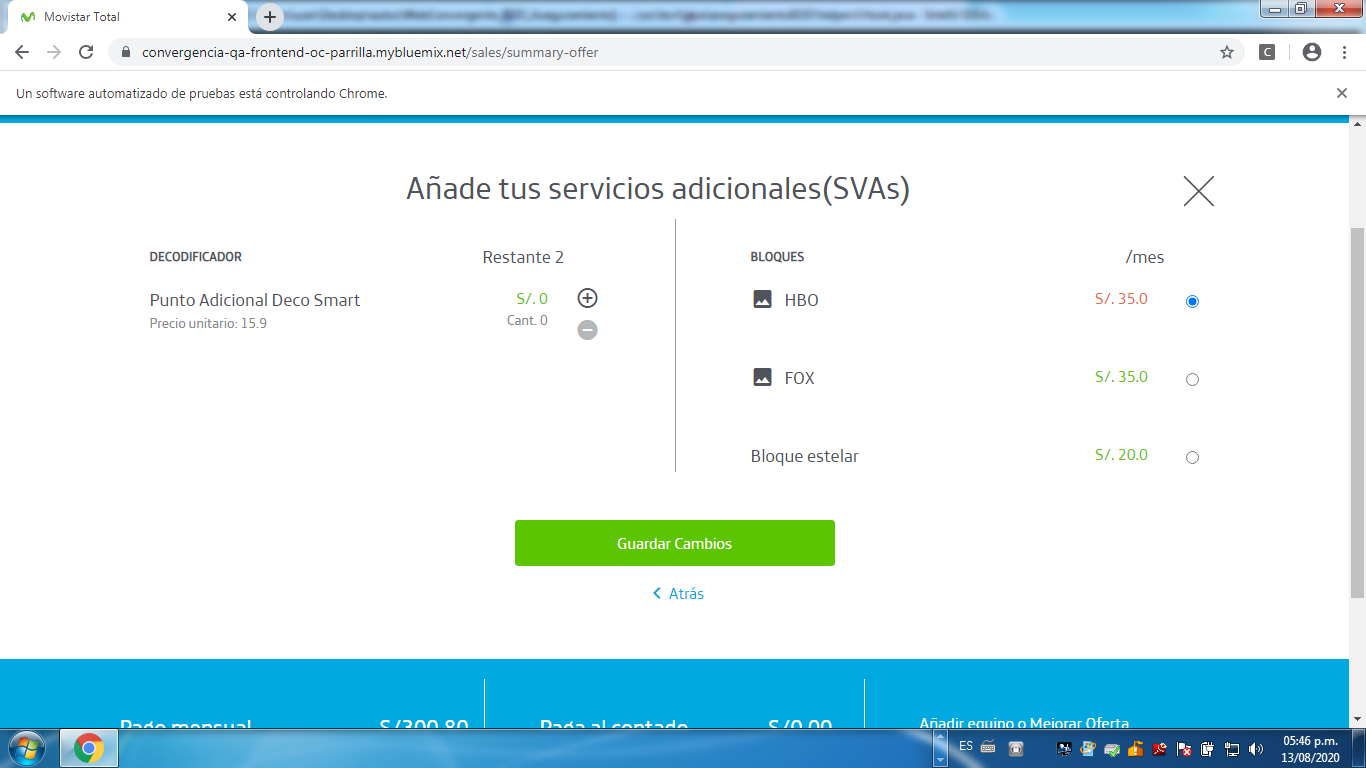 Movistar Total
convergencia-qa-frontend-oc-parrilla.mybluemix.net/sales/summary-offer
C
Un software automatizado de pruebas está controlando Chrome.
Añade tus servicios adicionales(SVAs)
DECODIFICADOR Restante 2
Punto Adicional Deco Smart S/. 0
Precio unitario: 15.9 Cant. 0
BLOQUES /mes
HBO S/. 35.0
FOX S/. 35.0
Bloque estelar S/. 20.0
Guardar Cambios
Atrás
Pago mensual S/300.80 Paga al contado S/0.00 Añadir equipo o Mejorar Oferta
ES
05:46 p.m.
13/08/2020